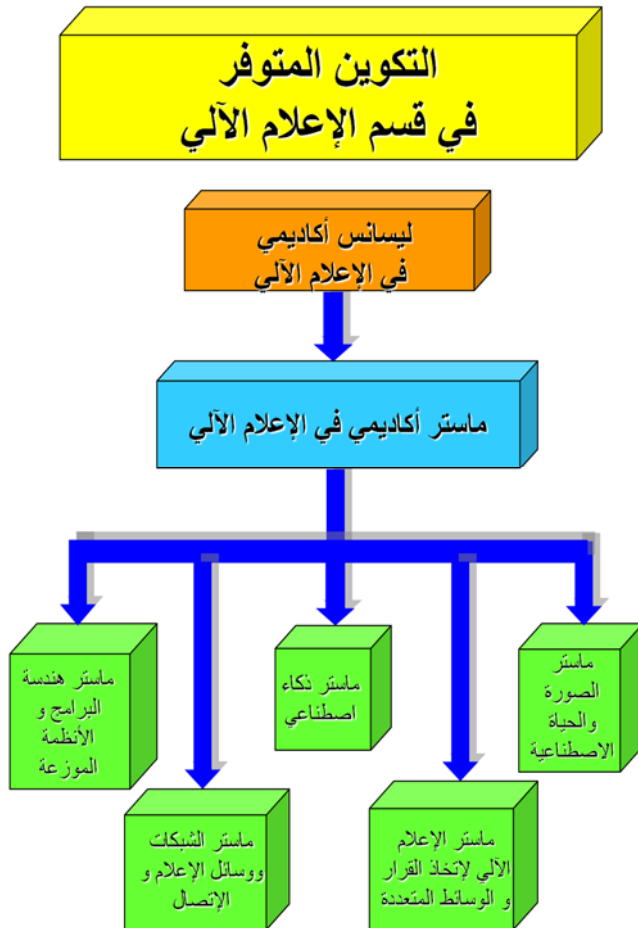 التكوين المتوفر
في قسم الإعلام الآلي
ليسانس أكاديمي
في الإعلام الآلي
ماستر أكاديمي في الإعلام الآلي
ماستر
الصورة
والحياة
الاصطناعية
ماستر ذكاء
اصطناعي
ماستر هندسة
البرامج و
الأنظمة
الموزعة
ماستر الإعلام
الآلي لإتخاذ القرار
و الوسائط المتعددة
ماستر الشبكات
ووسائل الإعلام و
الإتصال